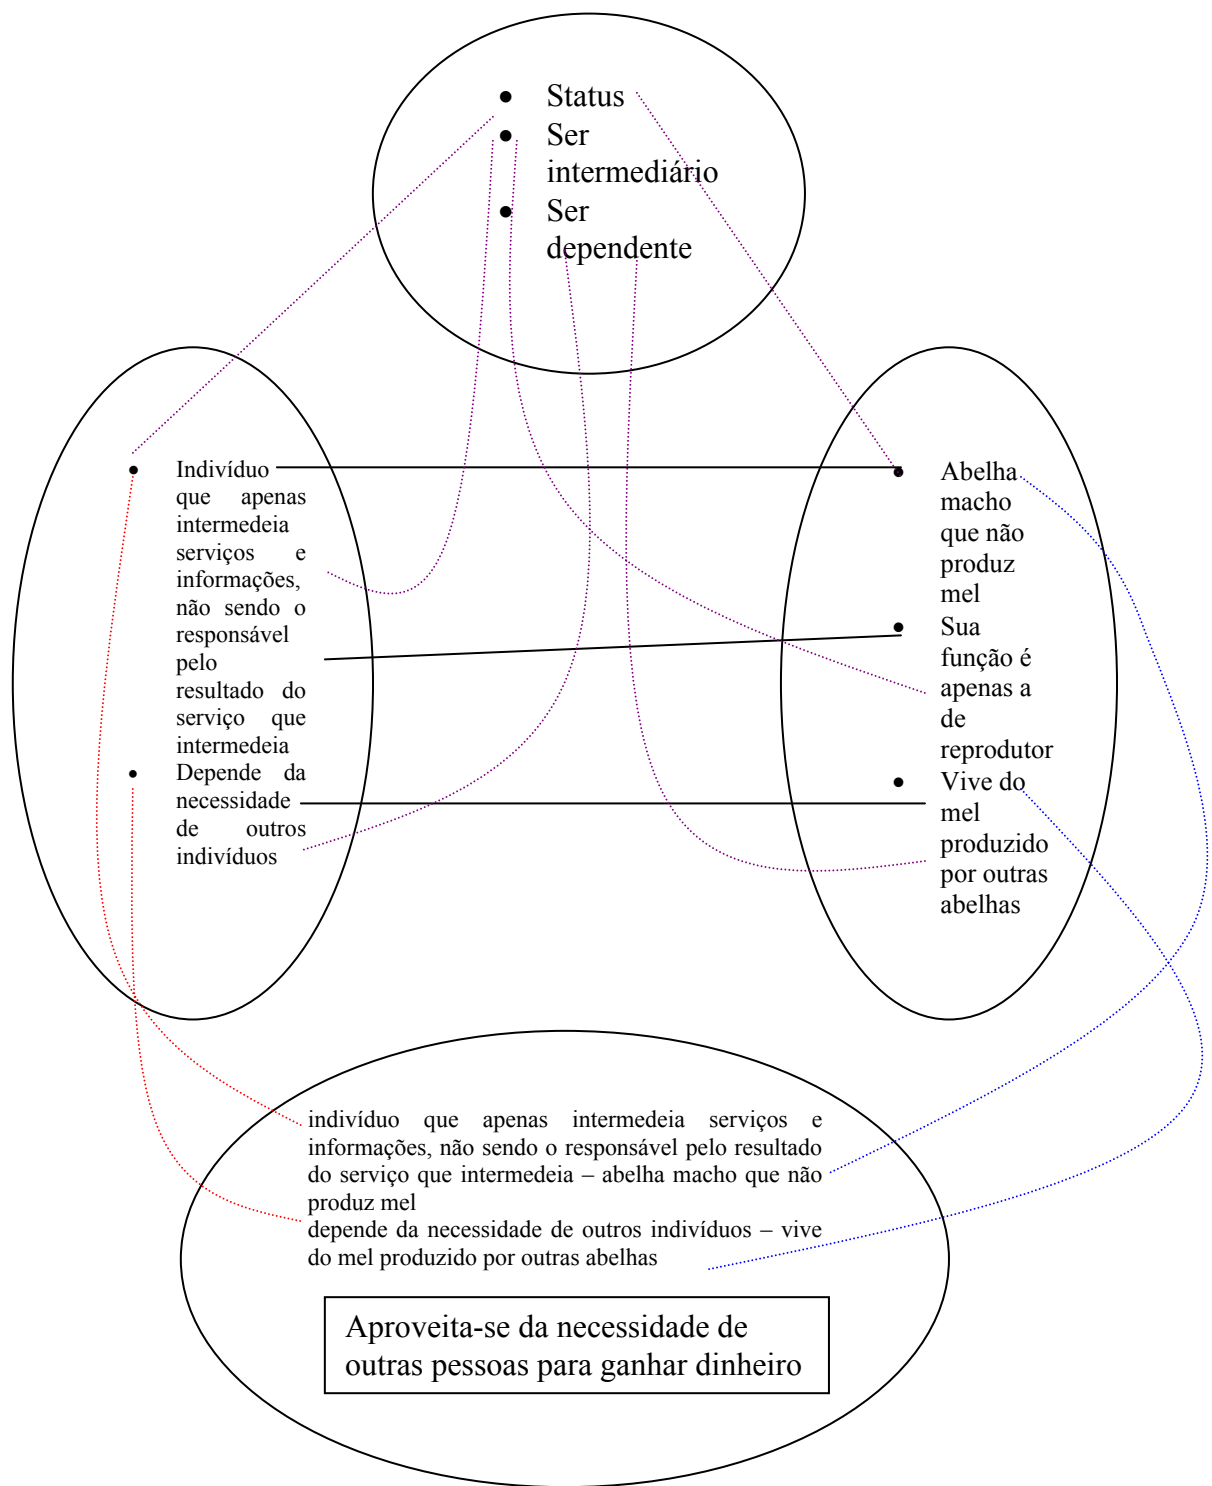 • Status
• Ser
intermediário
• Ser
dependente
• Indivíduo
que apenas
intermedeia
serviços e
informações,
não sendo o
responsável
pelo
resultado do
serviço que
intermedeia
• Depende da
necessidade
de outros
indivíduos
• Abelha
macho
que não
produz
mel
• Sua
função é
apenas a
de
reprodutor
• Vive do
mel
produzido
por outras
abelhas
indivíduo que apenas intermedeia serviços e
informações, não sendo o responsável pelo resultado
do serviço que intermedeia – abelha macho que não
produz mel
depende da necessidade de outros indivíduos – vive
do mel produzido por outras abelhas
Aproveita-se da necessidade de
outras pessoas para ganhar dinheiro